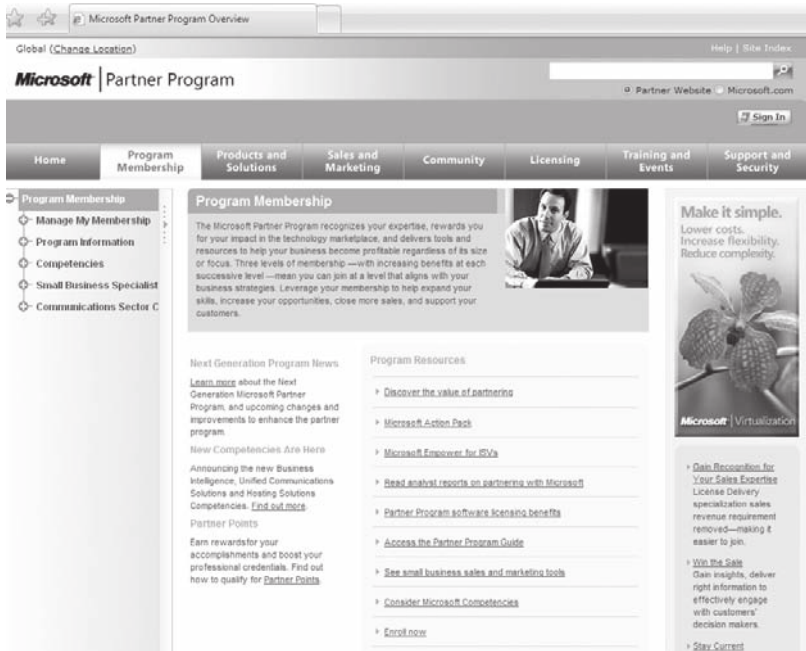 Microsoft Partner Program Overview
Global (Change Location)
Help | Site Index
Microsoft | Partner Program
Partner Website
Microsoft.com
Sign In
Home
Program
Membership
Products and
Solutions
Sales and
Marketing
Community
Licensing
Training and
Events
Support and
Security
Program Membership
Manage My Membership
Program Information
Competencies
Small Business Specialist
Communications Sector C
Program Membership
The Microsoft Partner Program recognizes your expertise, rewards you
for your impact in the technology marketplace, and delivers tools and
resources to help your business become profitable regardless of its size
or focus. Three levels of membership —with increasing benefits at each
successive level —mean you can join at a level that aligns with your
business strategies. Leverage your membership to help expand your
skills, increase your opportunities, close more sales, and support your
customers.
Next Generation Program News
Learn more about the Next
Generation Microsoft Partner
Program, and upcoming changes and
improvements to enhance the partner
program.
New Competencies Are Here
Announcing the new Business
Intelligence, Unified Communications
Solutions and Hosting Solutions
Competencies. Find out more.
Partner Points
Earn rewardsfor your
accomplishments and boost your
professional credentials. Find out
how to qualify for Partner Points.
Program Resources
Discover the value of partnering
Microsoft Action Pack
Microsoft Empower for ISVs
Read analyst reports on partnering with Microsoft
Partner Program software licensing benefits
Access the Partner Program Guide
See small business sales and marketing tools
Consider Microsoft Competencies
Enroll now
Make it simple.
Lower costs.
Increase flexibility.
Reduce complexity.
Microsoft | Virtualization
Gain Recognition for
Your Sales Expertise
License Delivery
specialization sales
revenue requirement
removed—making it
easier to join.
Win the Sale
Gain insights, deliver
right information to
effectively engage
with customers'
decision makers.
Stay Current